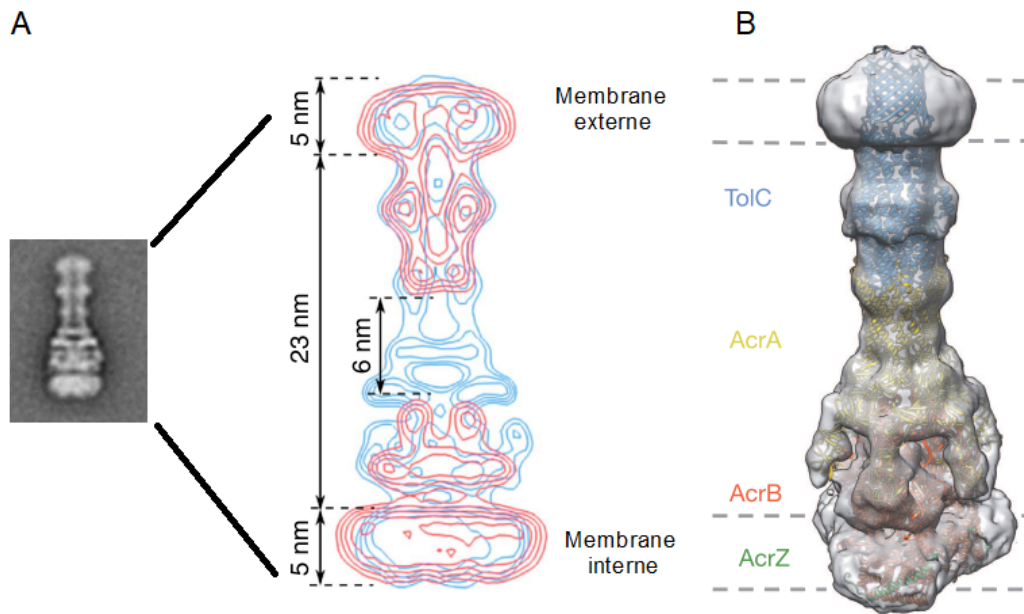 A
B
5 nm
Membrane
externe
23 nm
6 nm
5 nm
Membrane
interne
TolC
AcrA
AcrB
AcrZ